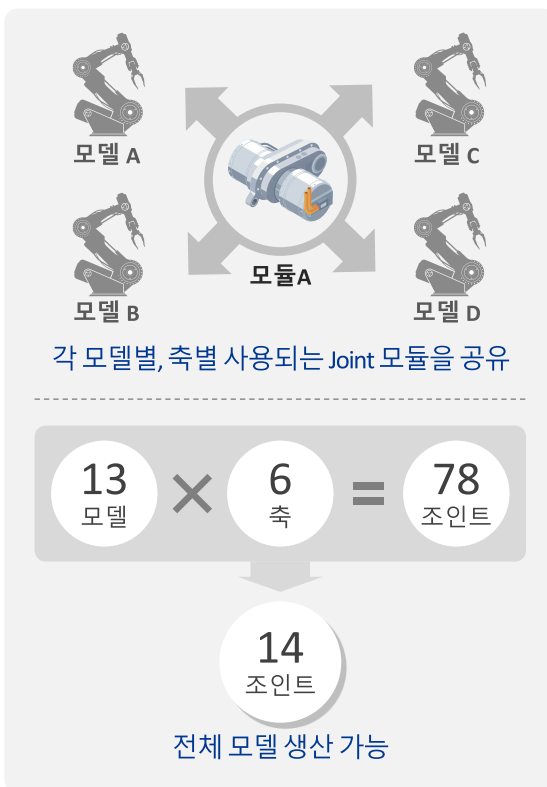 모델 A
모델 C
모듈A
모델 B
모델 D
각 모델별, 축별 사용되는 Joint 모듈을 공유
13
모델
×
6
축
=
78
조인트
14
조인트
전체 모델 생산 가능